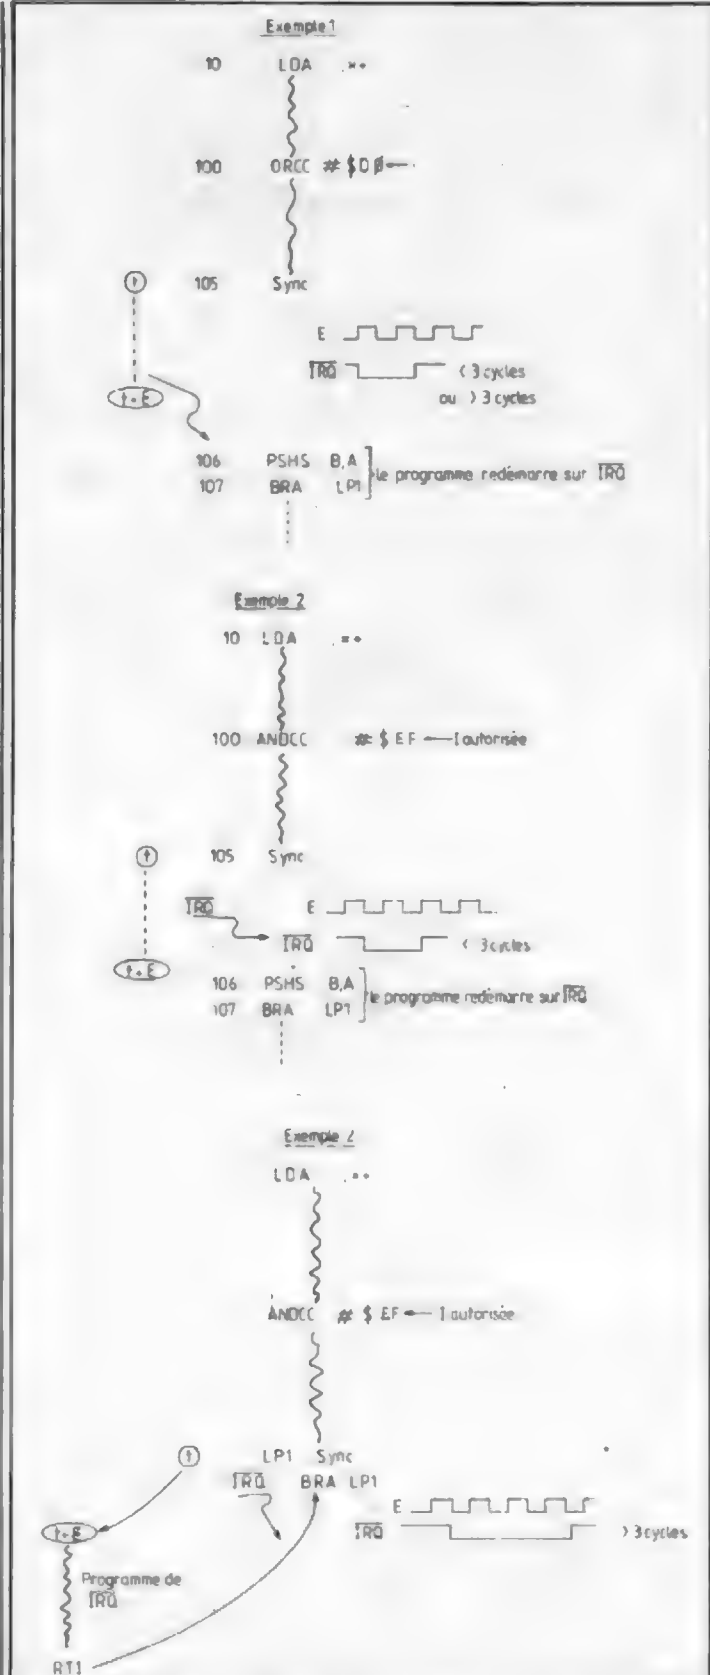 Exemple 1
10 LDA ,x+
100 ORCC # $DØ ←
t 105 Sync
E
IRQ < 3 cycles
ou > 3 cycles
t+E
106 PSHS B,A
107 BRA LP1
le programme redémarre sur IRQ
Exemple 2
10 LDA
100 ANDCC # $EF ← I autorisée
t 105 Sync
IRQ E
IRQ < 3 cycles
t+E
106 PSHS B,A
107 BRA LP1
le programme redémarre sur IRQ
Exemple 2
LDA
ANDCC # $EF ← I autorisée
t LP1 Sync
IRQ BRA LP1
E
IRQ > 3 cycles
t+E
Programme de
IRQ
RTI